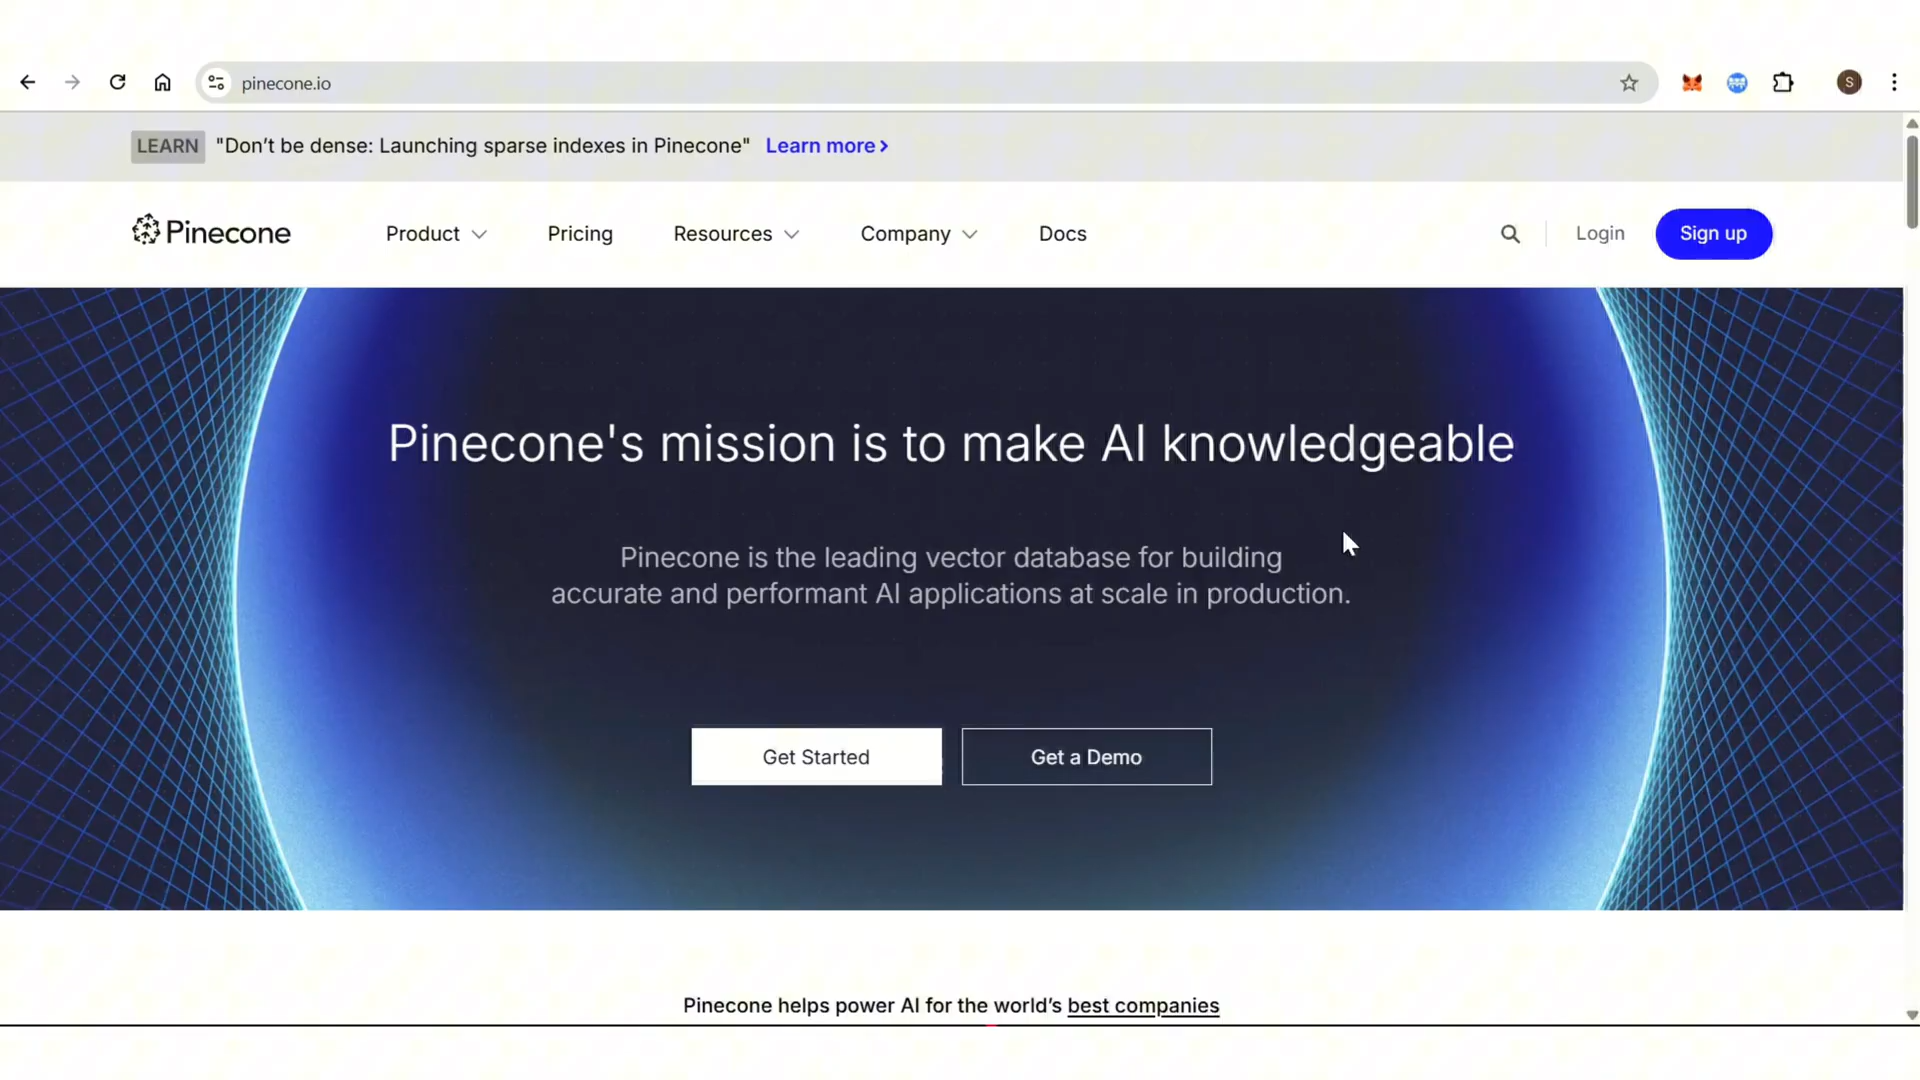 pinecone.io
S
LEARN "Don’t be dense: Launching sparse indexes in Pinecone" Learn more
Pinecone Product Pricing Resources Company Docs Login Sign up
Pinecone's mission is to make AI knowledgeable
Pinecone is the leading vector database for building
accurate and performant AI applications at scale in production.
Get Started Get a Demo
Pinecone helps power AI for the world’s best companies